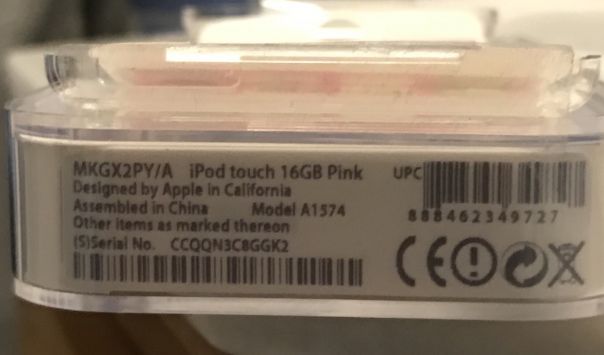 MKGX2PY/A iPod touch 16GB Pink
Designed by Apple in California
Assembled in China Model A1574
Other items as marked thereon
(S)Serial No. CCQQN3C8GGK2
UPC
888462349727
CE